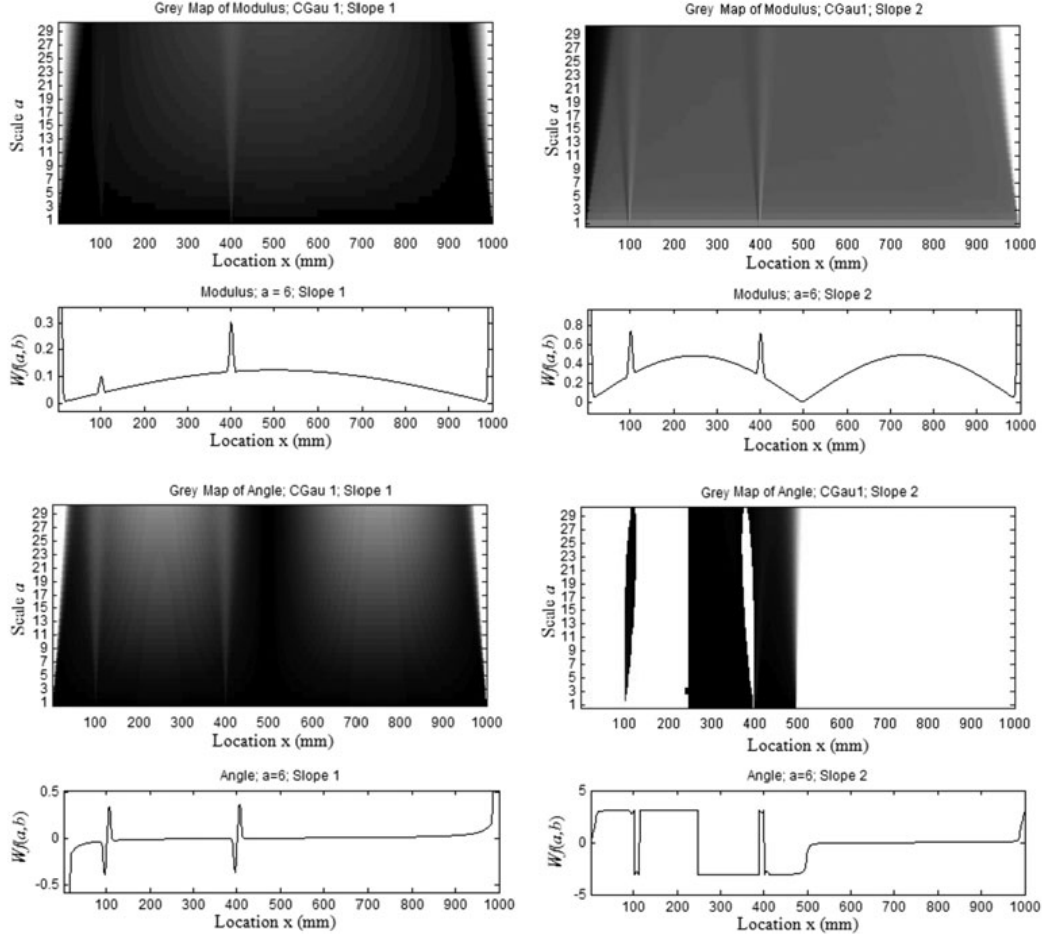 Grey Map of Modulus; CGau 1; Slope 1
Scale a
29
27
25
23
21
19
17
15
13
11
9
7
5
3
1
100 200 300 400 500 600 700 800 900 1000
Location x (mm)
Grey Map of Modulus; CGau1; Slope 2
Scale a
29
27
25
23
21
19
17
15
13
11
9
7
5
3
1
100 200 300 400 500 600 700 800 900 1000
Location x (mm)
Modulus; a = 6; Slope 1
Wf(a,b)
0.3
0.2
0.1
0
100 200 300 400 500 600 700 800 900 1000
Location x (mm)
Modulus; a=6; Slope 2
Wf(a,b)
0.8
0.6
0.4
0.2
0
100 200 300 400 500 600 700 800 900 1000
Location x (mm)
Grey Map of Angle; CGau 1; Slope 1
Scale a
29
27
25
23
21
19
17
15
13
11
9
7
5
3
1
100 200 300 400 500 600 700 800 900 1000
Location x (mm)
Grey Map of Angle; CGau1; Slope 2
Scale a
29
27
25
23
21
19
17
15
13
11
9
7
5
3
1
100 200 300 400 500 600 700 800 900 1000
Location x (mm)
Angle; a=6; Slope 1
Wf(a,b)
0.5
0
-0.5
100 200 300 400 500 600 700 800 900 1000
Location x (mm)
Angle; a=6; Slope 2
Wf(a,b)
5
0
-5
100 200 300 400 500 600 700 800 900 1000
Location x (mm)